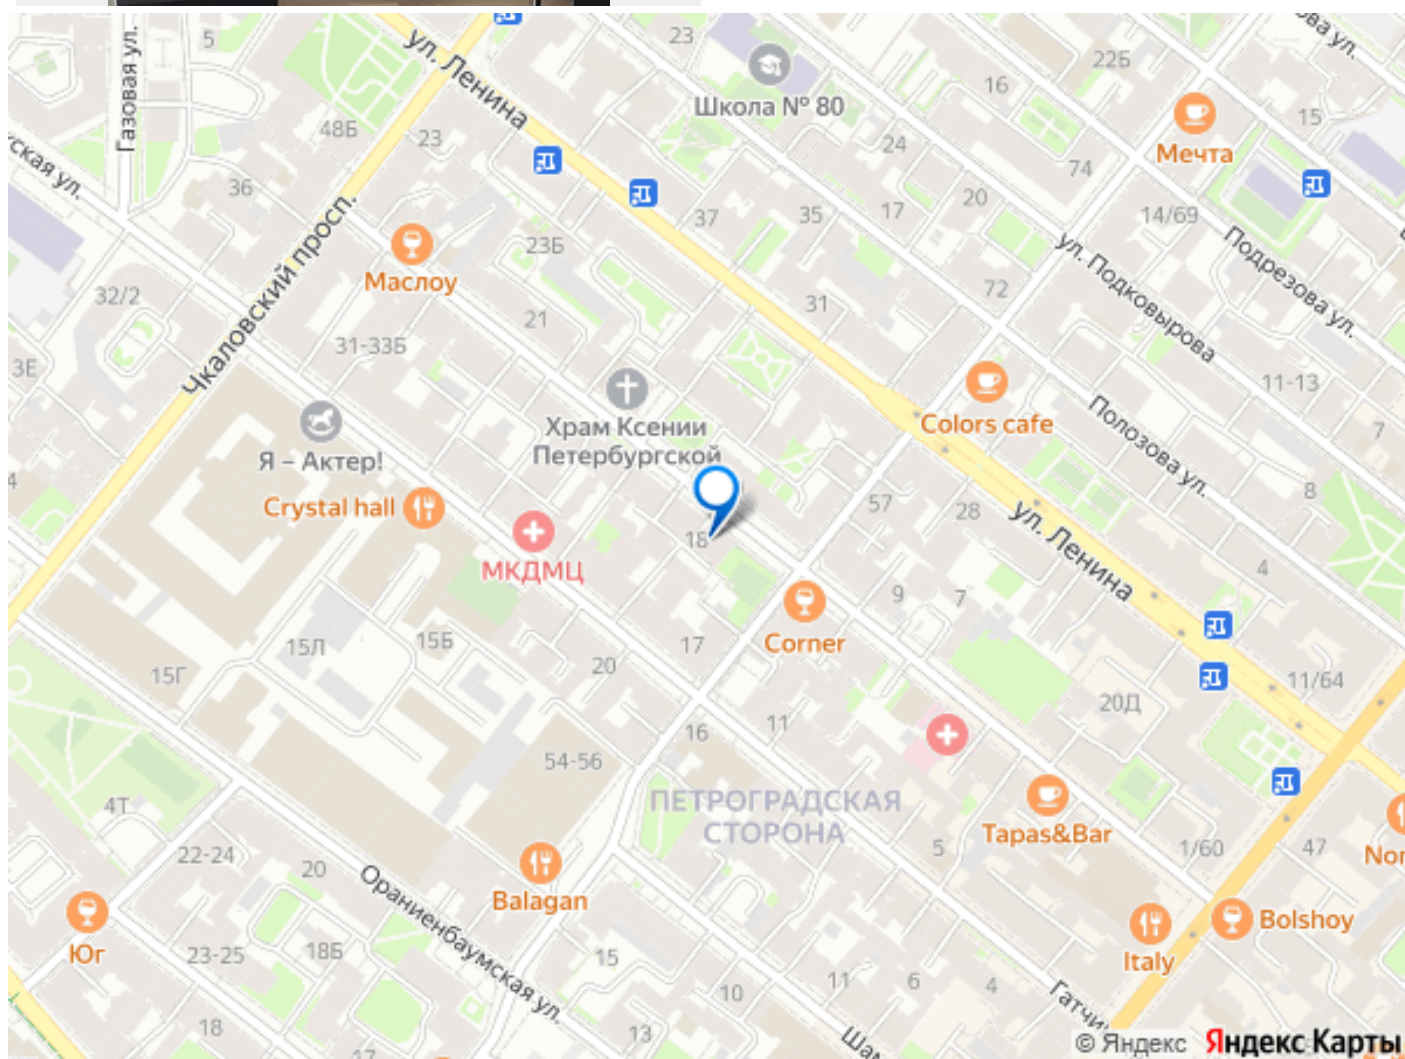 5
Газовая ул.
ул. Ленина
23
Школа № 80
16
22Б
15
Мечта
48Б
23
24
74
36
20
14/69
37
35
17
23Б
Подрезова ул.
ул. Подковырова
Чкаловский просп.
Маслоу
32/2
72
31
21
31-33Б
3Е
11-13
Colors cafe
Полозова ул.
7
Храм Ксении
Петербургской
Я – Актер!
4
Crystal hall
57
28
8
ул. Ленина
18
МКДМЦ
4
9
7
Corner
15Л
15Б
17
20
15Г
11/64
20Д
16
11
54-56
ПЕТРОГРАДСКАЯ
СТОРОНА
4Т
Tapas&Bar
22-24
20
5
1/60
47
Ораниенбаумская ул.
Balagan
Bolshoy
Юг
23-25
18Б
15
Italy
11
6
4
10
18
13
17
© Яндекс Яндекс Карты